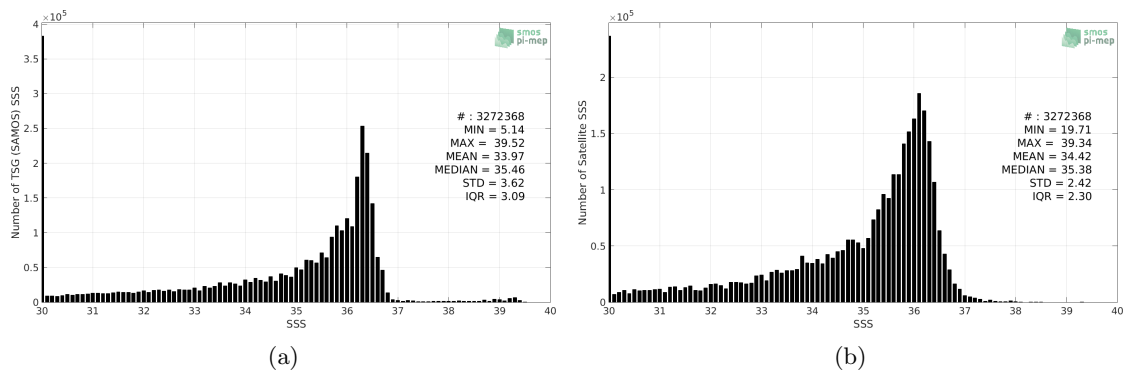 ×10⁵
4
3.5
3
2.5
2
1.5
1
0.5
0
Number of TSG (SAMOS) SSS
smos
pi-mep
# : 3272368
MIN = 5.14
MAX = 39.52
MEAN = 33.97
MEDIAN = 35.46
STD = 3.62
IQR = 3.09
30 31 32 33 34 35 36 37 38 39 40
SSS
(a)
×10⁵
2
1.5
1
0.5
0
Number of Satellite SSS
smos
pi-mep
# : 3272368
MIN = 19.71
MAX = 39.34
MEAN = 34.42
MEDIAN = 35.38
STD = 2.42
IQR = 2.30
30 31 32 33 34 35 36 37 38 39 40
SSS
(b)